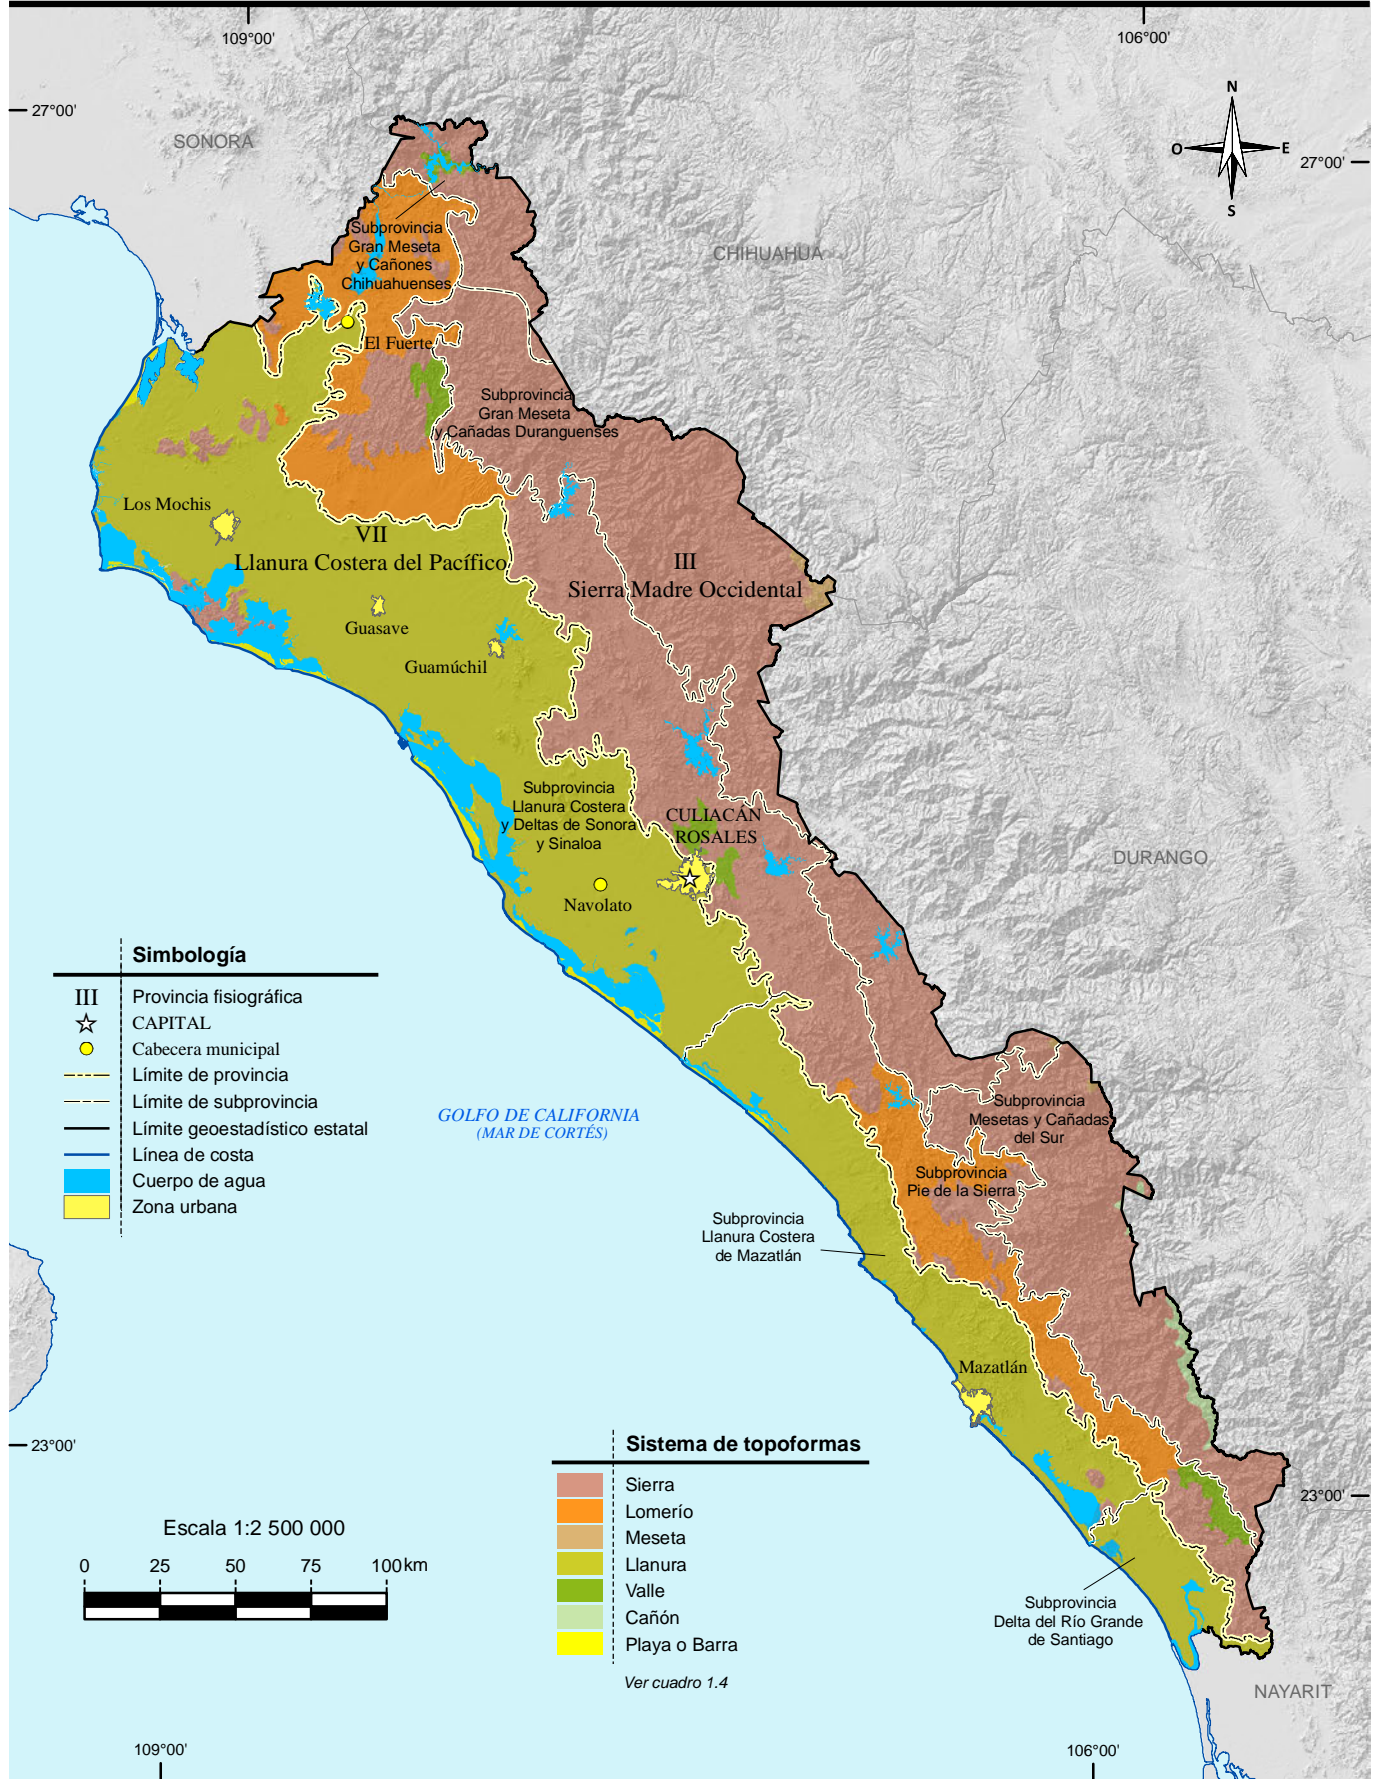 109°00'
106°00'
27°00'
SONORA
N
O
E
S
27°00'
CHIHUAHUA
Subprovincia
Gran Meseta
y Cañones
Chihuahuenses
El Fuerte
Subprovincia
Gran Meseta
y Cañadas Duranguenses
Los Mochis
VII
Llanura Costera del Pacífico
III
Sierra Madre Occidental
Guasave
Guamúchil
Subprovincia
Llanura Costera
y Deltas de Sonora
y Sinaloa
CULIACÁN
ROSALES
DURANGO
Navolato
Simbología
III Provincia fisiográfica
CAPITAL
Cabecera municipal
Límite de provincia
Límite de subprovincia
Límite geoestadístico estatal
Línea de costa
Cuerpo de agua
Zona urbana
GOLFO DE CALIFORNIA
(MAR DE CORTÉS)
Subprovincia
Mesetas y Cañadas
del Sur
Subprovincia
Pie de la Sierra
Subprovincia
Llanura Costera
de Mazatlán
Mazatlán
23°00'
Sistema de topoformas
Sierra
Lomerío
Meseta
Llanura
Valle
Cañón
Playa o Barra
Ver cuadro 1.4
23°00'
Escala 1:2 500 000
0 25 50 75 100 km
Subprovincia
Delta del Río Grande
de Santiago
NAYARIT
109°00'
106°00'